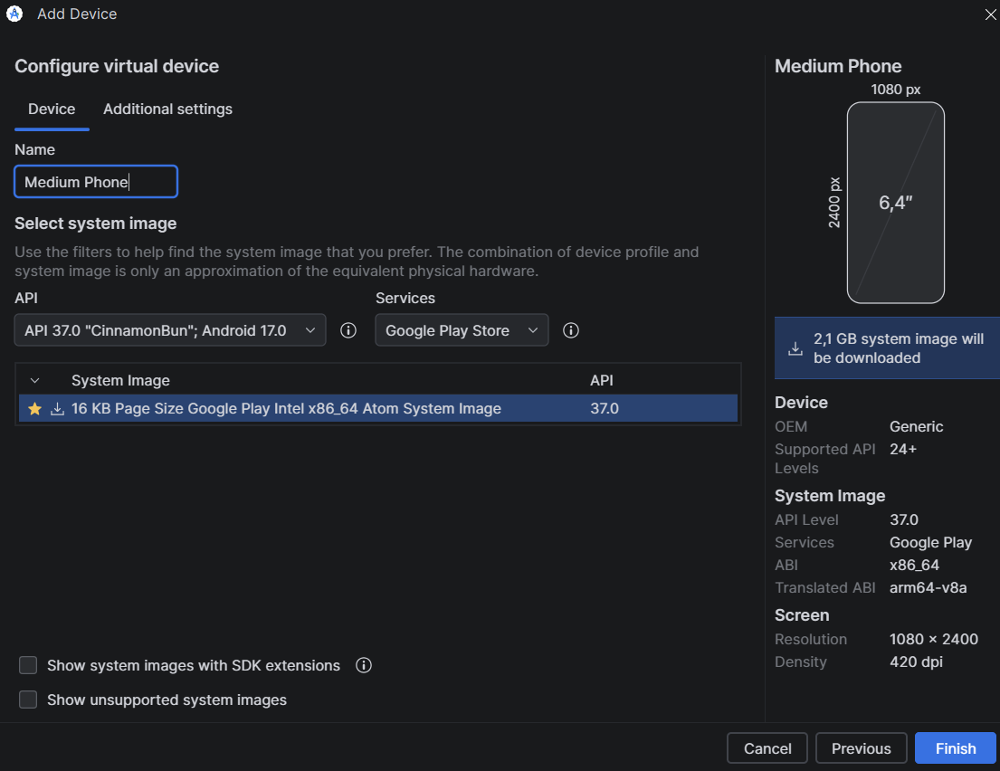 Add Device
Configure virtual device
Device
Additional settings
Name
Medium Phone
Select system image
Use the filters to help find the system image that you prefer. The combination of device profile and
system image is only an approximation of the equivalent physical hardware.
API
Services
API 37.0 "CinnamonBun"; Android 17.0
Google Play Store
System Image
API
16 KB Page Size Google Play Intel x86_64 Atom System Image
37.0
Show system images with SDK extensions
Show unsupported system images
Medium Phone
1080 px
2400 px
6,4″
2,1 GB system image will
be downloaded
Device
OEM
Generic
Supported API
Levels
24+
System Image
API Level
37.0
Services
Google Play
ABI
x86_64
Translated ABI
arm64-v8a
Screen
Resolution
1080 × 2400
Density
420 dpi
Cancel
Previous
Finish